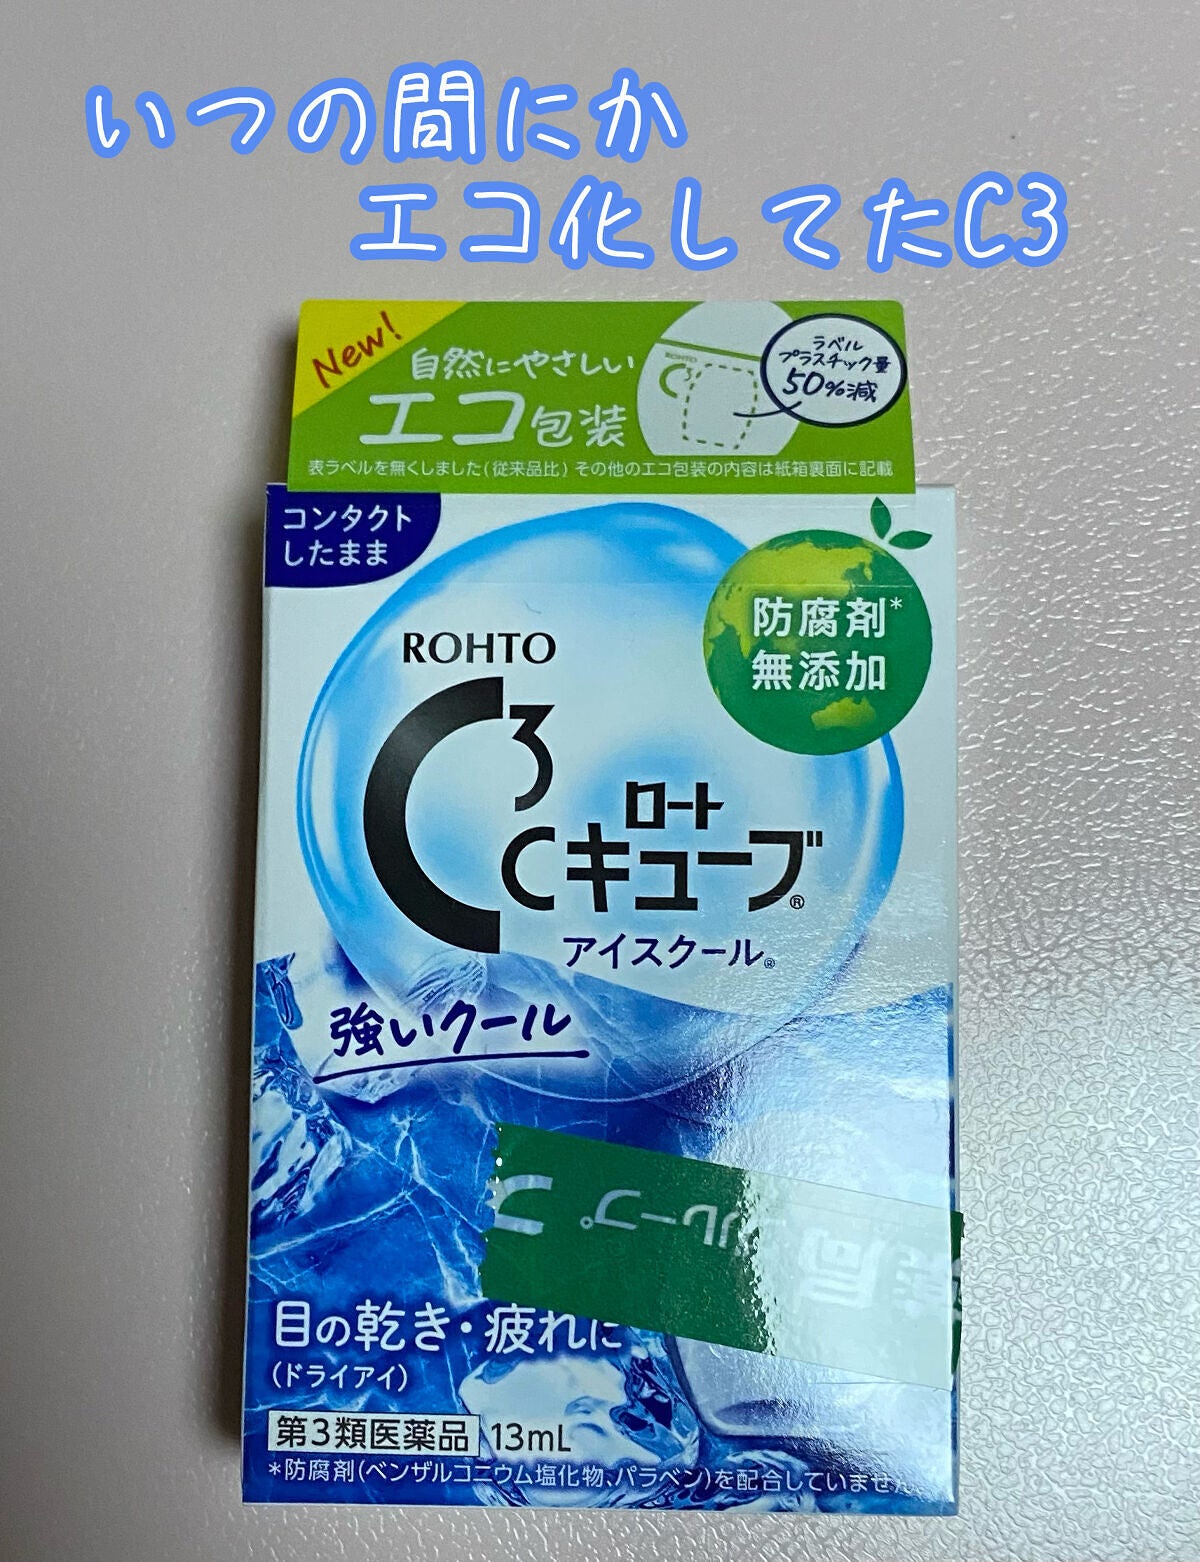 いつの間にか
エコ化してたC3
New!
自然にやさしい
エコ包装
ラベル
プラスチック量
50%減
ROHTO
C3
表ラベルを無くしました(従来品比) その他のエコ包装の内容は紙箱裏面に記載
コンタクト
したまま
防腐剤*
無添加
ROHTO
C3
ロート
Cキューブ®
アイスクール®
強いクール
グループ
目の乾き・疲れに
(ドライアイ)
第3類医薬品 13mL
*防腐剤(ベンザルコニウム塩化物、パラベン)を配合していません